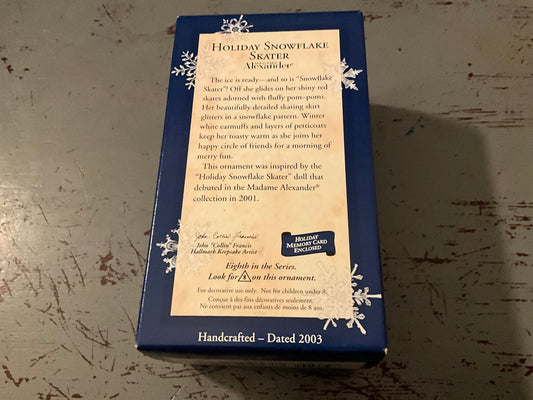 HOLIDAY SNOWFLAKE
SKATER
Alexander®
The ice is ready—and so is "Snowflake
Skater"! Off she glides on her shiny red
skates adorned with fluffy pom-poms.
Her beautifully detailed skating skirt
glitters in a snowflake pattern. Winter
white earmuffs and layers of petticoats
keep her toasty warm as she joins her
happy circle of friends for a morning of
merry fun.
This ornament was inspired by the
"Holiday Snowflake Skater" doll that
debuted in the Madame Alexander®
collection in 2001.
John "Collin" Francis
John "Collin" Francis
Hallmark Keepsake Artist
HOLIDAY
MEMORY CARD
ENCLOSED
Eighth in the Series.
Look for 8 on this ornament.
For decorative use only. Not for children under 8.
Conçue à des fins décoratives seulement.
Ne convient pas aux enfants de moins de 8 ans.
Handcrafted – Dated 2003